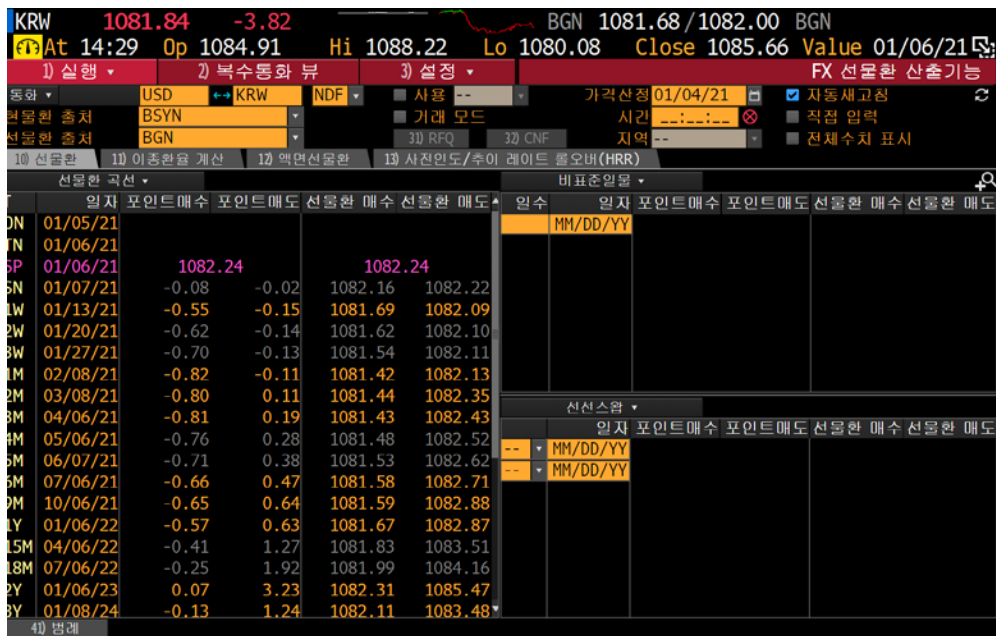 KRW 1081.84 -3.82 BGN 1081.68/1082.00 BGN
At 14:29 Op 1084.91 Hi 1088.22 Lo 1080.08 Close 1085.66 Value 01/06/21
1) 실행 2) 복수통화 뷰 3) 설정 FX 선물환 산출기능
통화 USD KRW NDF 사용 -- 가격산정 01/04/21 자동새고침
현물환 출처 BSYN 거래 모드 시간 __:__:__ 직접 입력
선물환 출처 BGN 31) RFQ 32) CNF 지역 -- 전체수치 표시
10) 선물환 11) 이종환율 계산 12) 액면선물환 13) 사진인도/추이 레이트 롤오버(HRR)
선물환 곡선 비표준일물
T 일자 포인트매수 포인트매도 선물환 매수 선물환 매도 일수 일자 포인트매수 포인트매도 선물환 매수 선물환 매도
ON 01/05/21 MM/DD/YY
TN 01/06/21
SP 01/06/21 1082.24 1082.24
SN 01/07/21 -0.08 -0.02 1082.16 1082.22
1W 01/13/21 -0.55 -0.15 1081.69 1082.09
2W 01/20/21 -0.62 -0.14 1081.62 1082.10
3W 01/27/21 -0.70 -0.13 1081.54 1082.11
1M 02/08/21 -0.82 -0.11 1081.42 1082.13
2M 03/08/21 -0.80 0.11 1081.44 1082.35
3M 04/06/21 -0.81 0.19 1081.43 1082.43
4M 05/06/21 -0.76 0.28 1081.48 1082.52
5M 06/07/21 -0.71 0.38 1081.53 1082.62
6M 07/06/21 -0.66 0.47 1081.58 1082.71
9M 10/06/21 -0.65 0.64 1081.59 1082.88
1Y 01/06/22 -0.57 0.63 1081.67 1082.87
15M 04/06/22 -0.41 1.27 1081.83 1083.51
18M 07/06/22 -0.25 1.92 1081.99 1084.16
2Y 01/06/23 0.07 3.23 1082.31 1085.47
3Y 01/08/24 -0.13 1.24 1082.11 1083.48
선선스왑
일자 포인트매수 포인트매도 선물환 매수 선물환 매도
-- MM/DD/YY
-- MM/DD/YY
41) 범례